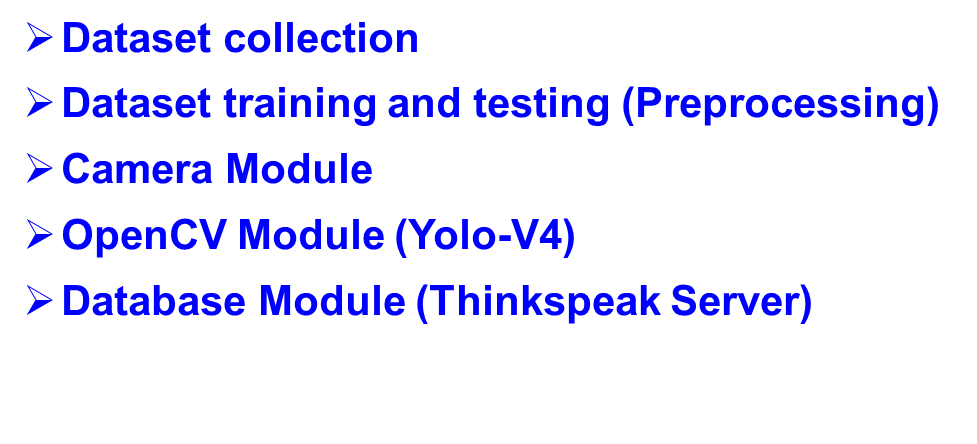 ➢ Dataset collection
➢ Dataset training and testing (Preprocessing)
➢ Camera Module
➢ OpenCV Module (Yolo-V4)
➢ Database Module (Thinkspeak Server)